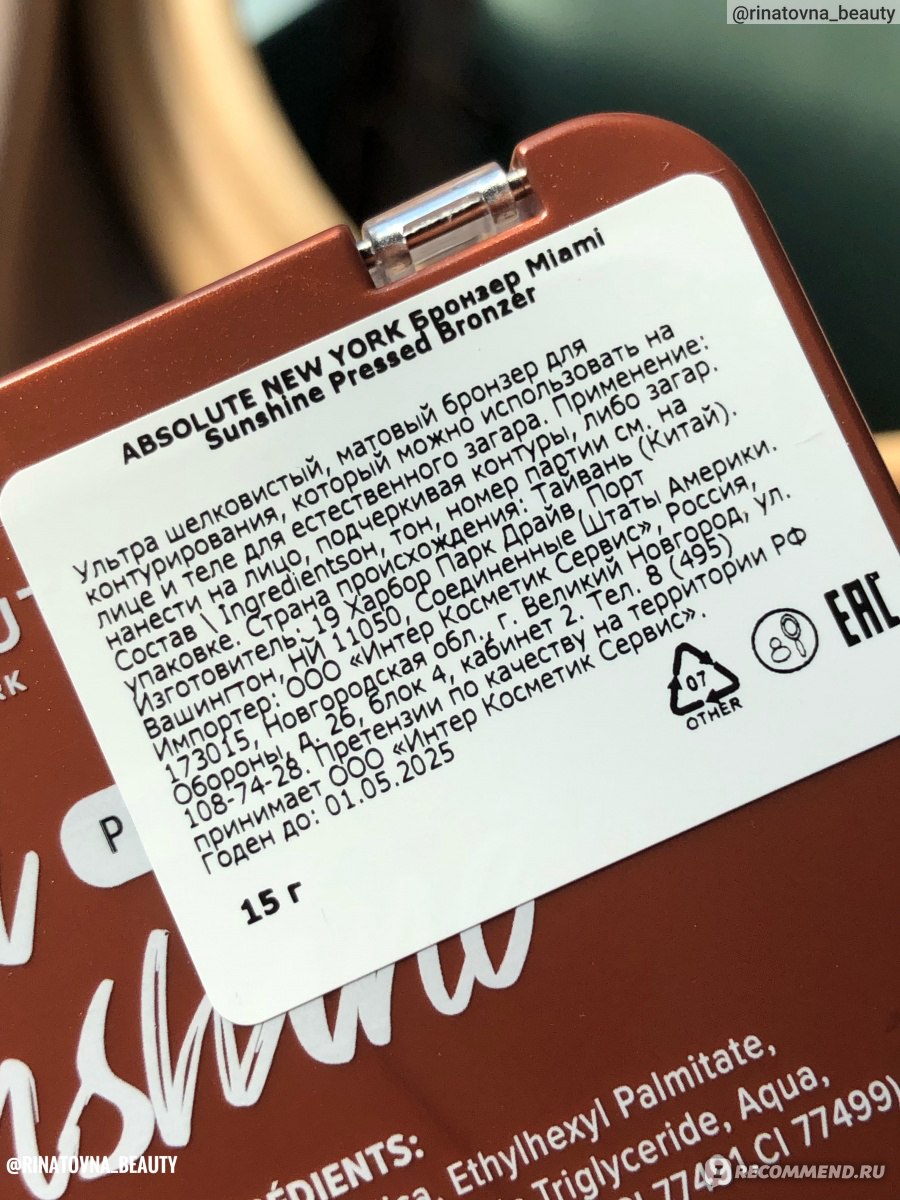 @rinatovna_beauty
ABSOLUTE NEW YORK Бронзер Miami
Sunshine Pressed Bronzer
Ультра шелковистый, матовый бронзер для
контурирования, который можно использовать на
лице и теле для естественного загара. Применение:
нанести на лицо, подчеркивая контуры, либо загар.
Состав \ Ingredientsон, тон, номер партии см. на
упаковке. Страна происхождения: Тайвань (Китай).
Изготовитель: 19 Харбор Парк Драйв, Порт
Вашингтон, НЙ 11050, Соединенные Штаты Америки.
Импортер: ООО «Интер Косметик Сервис», Россия,
173015, Новгородская обл., г. Великий Новгород, ул.
Обороны, д. 26, блок 4, кабинет 2. Тел. 8 (495)
108-74-28. Претензии по качеству на территории РФ
принимает ООО «Интер Косметик Сервис».
Годен до: 01.05.2025
15 г
07
OTHER
EAC
P
Ethylhexyl Palmitate,
Triglyceride, Aqua,
77491 CI 77499)
@RINATOVNA_BEAUTY
RECOMMEND.RU